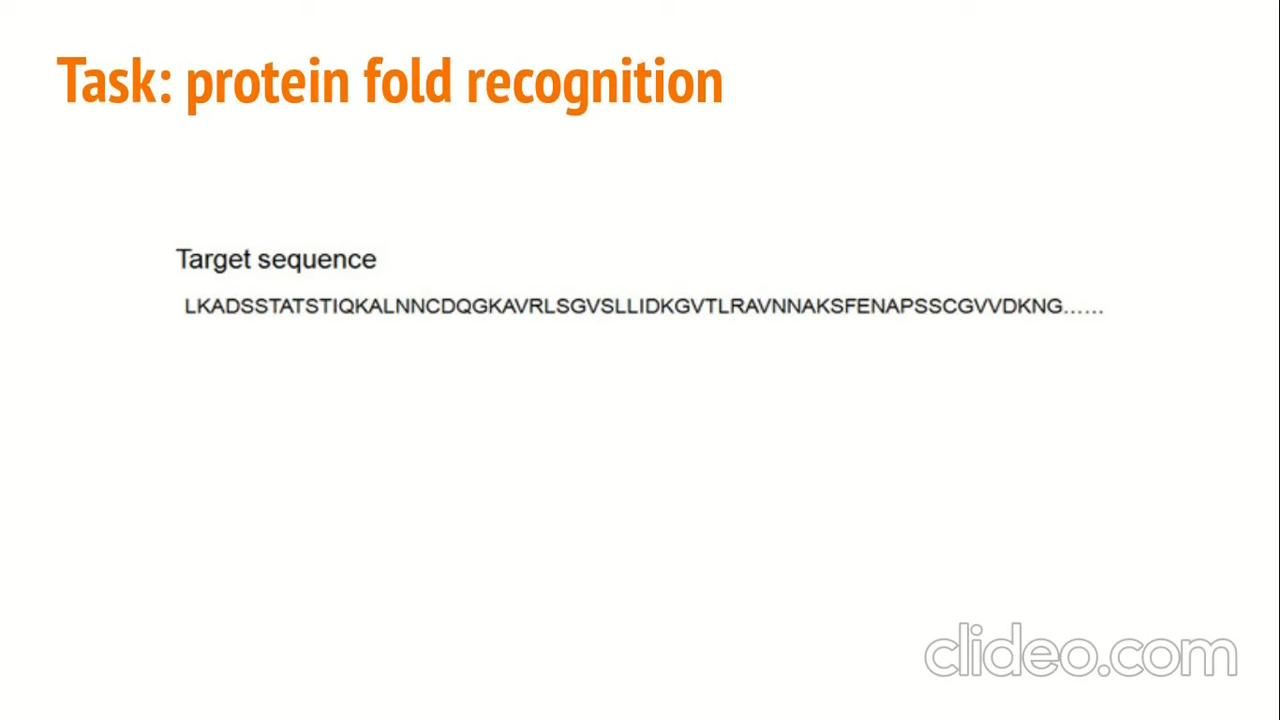 Task: protein fold recognition
Target sequence
LKADSSTATSTIQKALNNCDQGKAVRLSGVSLLIDKGVTLRAVNNAKSFENAPSSCGVVDKNG......
clideo.com